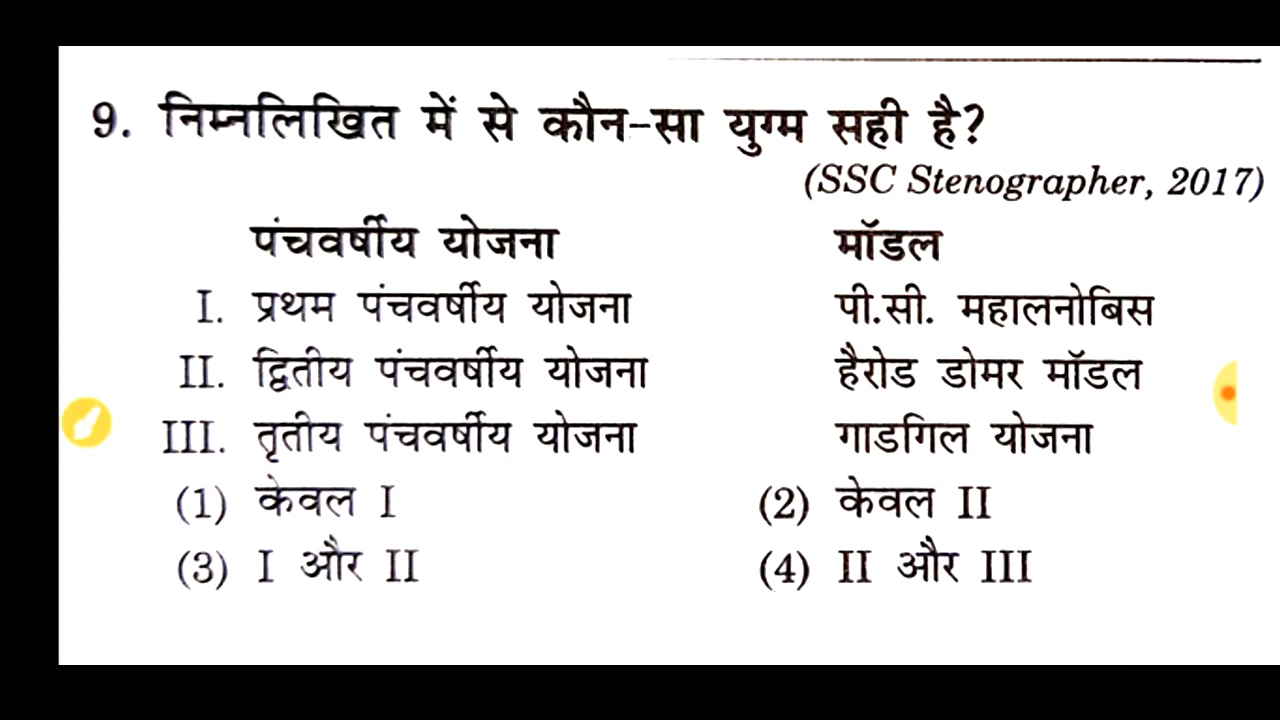 9. निम्नलिखित में से कौन-सा युग्म सही है?
(SSC Stenographer, 2017)
पंचवर्षीय योजना मॉडल
I. प्रथम पंचवर्षीय योजना पी.सी. महालनोबिस
II. द्वितीय पंचवर्षीय योजना हैरोड डोमर मॉडल
III. तृतीय पंचवर्षीय योजना गाडगिल योजना
(1) केवल I (2) केवल II
(3) I और II (4) II और III